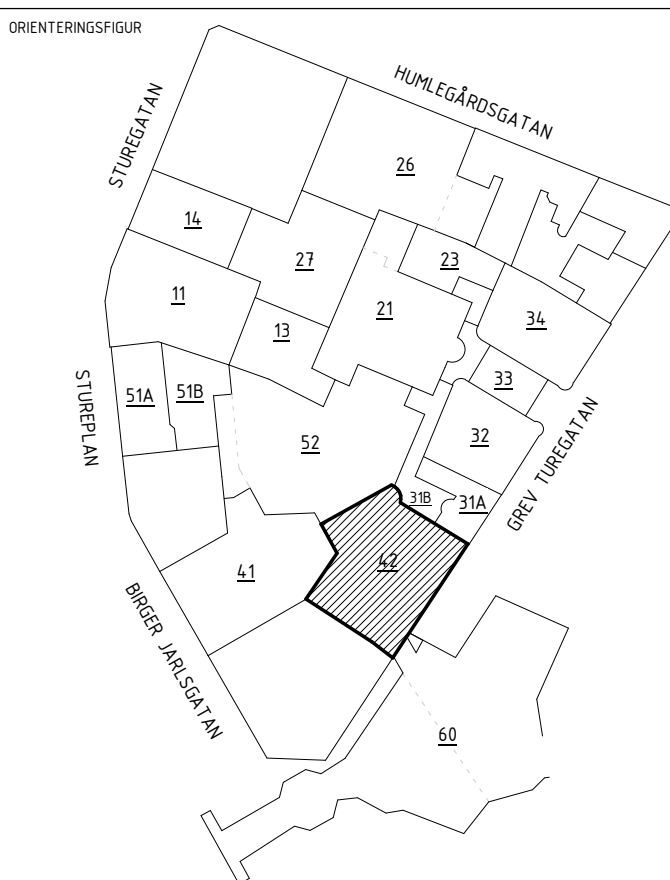 ORIENTERINGSFIGUR
HUMLEGÅRDSGATAN
STUREGATAN
26
14
27
23
11
21
34
13
33
51A
51B
STUREPLAN
32
52
GREV TUREGATAN
31B
31A
42
41
BIRGER JARLSGATAN
60